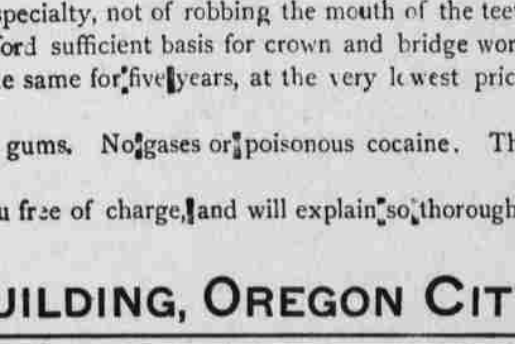 specialty, not of robbing the mouth of the tee
ford sufficient basis for crown and bridge wor
e same for five years, at the very lowest pric
gums. No gases or poisonous cocaine. Th
u free of charge, and will explain so thorough
UILDING, OREGON CIT